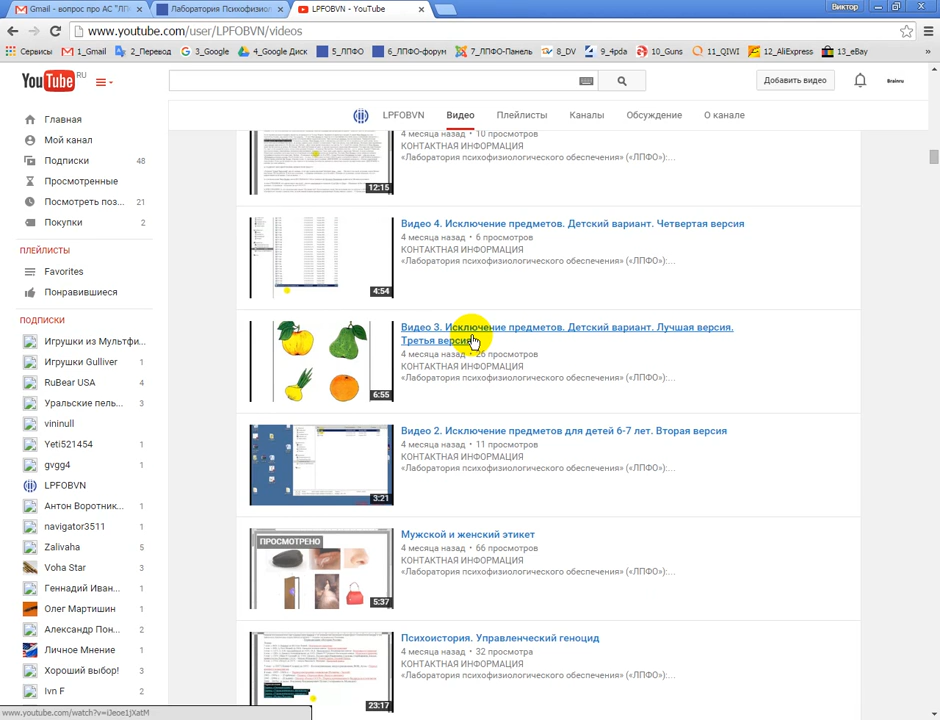 Gmail - вопрос про АС "ЛПО
Лаборатория Психофизиол
LPFOBVN - YouTube
Виктор
www.youtube.com/user/LPFOBVN/videos
Сервисы
1_Gmail
2_Перевод
3_Google
4_Google Диск
5_ЛПФО
6_ЛПФО-форум
7_ЛПФО-Панель
8_DV
9_4pda
10_Guns
11_QIWI
12_AliExpress
13_eBay
»
YouTube RU
Добавить видео
Brainru
LPFOBVN
Видео
Плейлисты
Каналы
Обсуждение
О канале
Главная
Мой канал
Подписки 48
Просмотренные
Посмотреть поз... 21
Покупки 2
ПЛЕЙЛИСТЫ
Favorites
Понравившиеся
ПОДПИСКИ
Игрушки из Мультфи...
Игрушки Gulliver 1
RuBear USA 4
Уральские пель... 3
vininull
Yeti521454 1
gvgg4 1
LPFOBVN
Антон Воротник... 1
navigator3511 1
Zalivaha 5
Voha Star 3
Геннадий Иван... 1
Олег Мартишин 1
Александр Пон... 1
Личное Мнение 1
Хороший выбор! 3
Ivn F 2
4 месяца назад • 10 просмотров
КОНТАКТНАЯ ИНФОРМАЦИЯ
«Лаборатория психофизиологического обеспечения» («ЛПФО»):...
12:15
Видео 4. Исключение предметов. Детский вариант. Четвертая версия
4 месяца назад • 6 просмотров
КОНТАКТНАЯ ИНФОРМАЦИЯ
«Лаборатория психофизиологического обеспечения» («ЛПФО»):...
4:54
Видео 3. Исключение предметов. Детский вариант. Лучшая версия.
Третья версия
4 месяца назад • 26 просмотров
КОНТАКТНАЯ ИНФОРМАЦИЯ
«Лаборатория психофизиологического обеспечения» («ЛПФО»):...
6:55
Видео 2. Исключение предметов для детей 6-7 лет. Вторая версия
4 месяца назад • 11 просмотров
КОНТАКТНАЯ ИНФОРМАЦИЯ
«Лаборатория психофизиологического обеспечения» («ЛПФО»):...
3:21
Мужской и женский этикет
4 месяца назад • 66 просмотров
КОНТАКТНАЯ ИНФОРМАЦИЯ
«Лаборатория психофизиологического обеспечения» («ЛПФО»):...
ПРОСМОТРЕНО
5:37
Психоистория. Управленческий геноцид
4 месяца назад • 32 просмотра
КОНТАКТНАЯ ИНФОРМАЦИЯ
«Лаборатория психофизиологического обеспечения» («ЛПФО»):...
23:17